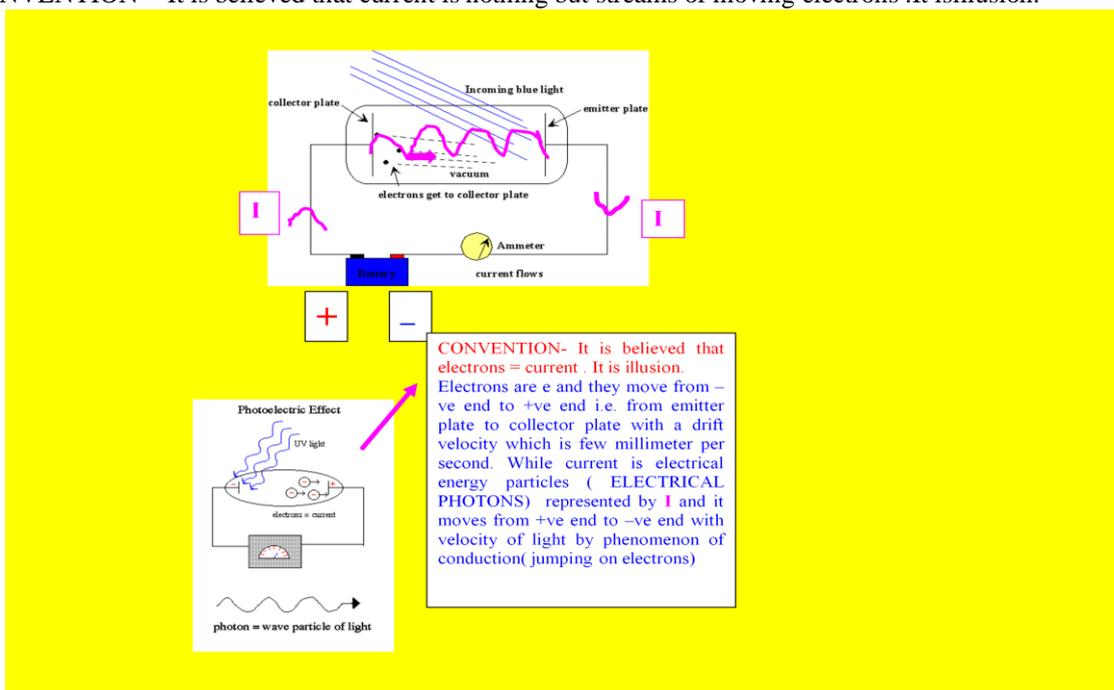 NVENTION – It is believed that current is nothing but streams of moving electrons .It isillusion.
Incoming blue light
collector plate
emitter plate
vacuum
electrons get to collector plate
I
I
Ammeter
Battery
current flows
+
–
CONVENTION- It is believed that
electrons = current . It is illusion.
Electrons are e and they move from –
ve end to +ve end i.e. from emitter
plate to collector plate with a drift
velocity which is few millimeter per
second. While current is electrical
energy particles ( ELECTRICAL
PHOTONS) represented by I and it
moves from +ve end to –ve end with
velocity of light by phenomenon of
conduction( jumping on electrons)
Photoelectric Effect
UV light
electrons = current
photon = wave particle of light